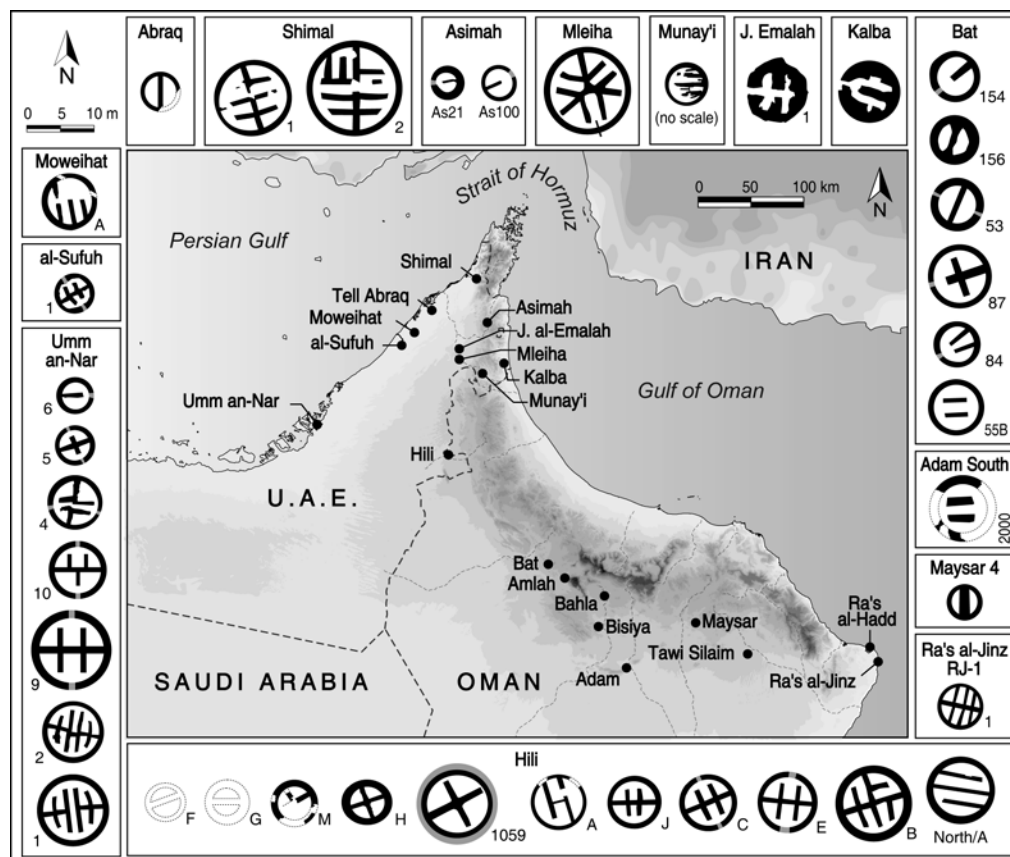 N
0 5 10 m
Abraq
Shimal
1
2
Asimah
As21
As100
Mleiha
Munay'i
(no scale)
J. Emalah
1
Kalba
Bat
154
156
53
87
84
55B
Moweihat
A
al-Sufuh
1
Umm
an-Nar
6
5
4
10
9
2
1
Strait of Hormuz
0 50 100 km
N
Persian Gulf
IRAN
Shimal
Tell Abraq
Moweihat
al-Sufuh
Asimah
J. al-Emalah
Mleiha
Kalba
Munay'i
Gulf of Oman
Umm an-Nar
Hili
U.A.E.
Bat
Amlah
Bahla
Bisiya
Maysar
Tawi Silaim
Adam
Ra's
al-Hadd
Ra's al-Jinz
SAUDI ARABIA
OMAN
Adam South
2000
Maysar 4
Ra's al-Jinz
RJ-1
1
Hili
F
G
M
H
1059
A
J
C
E
B
North/A